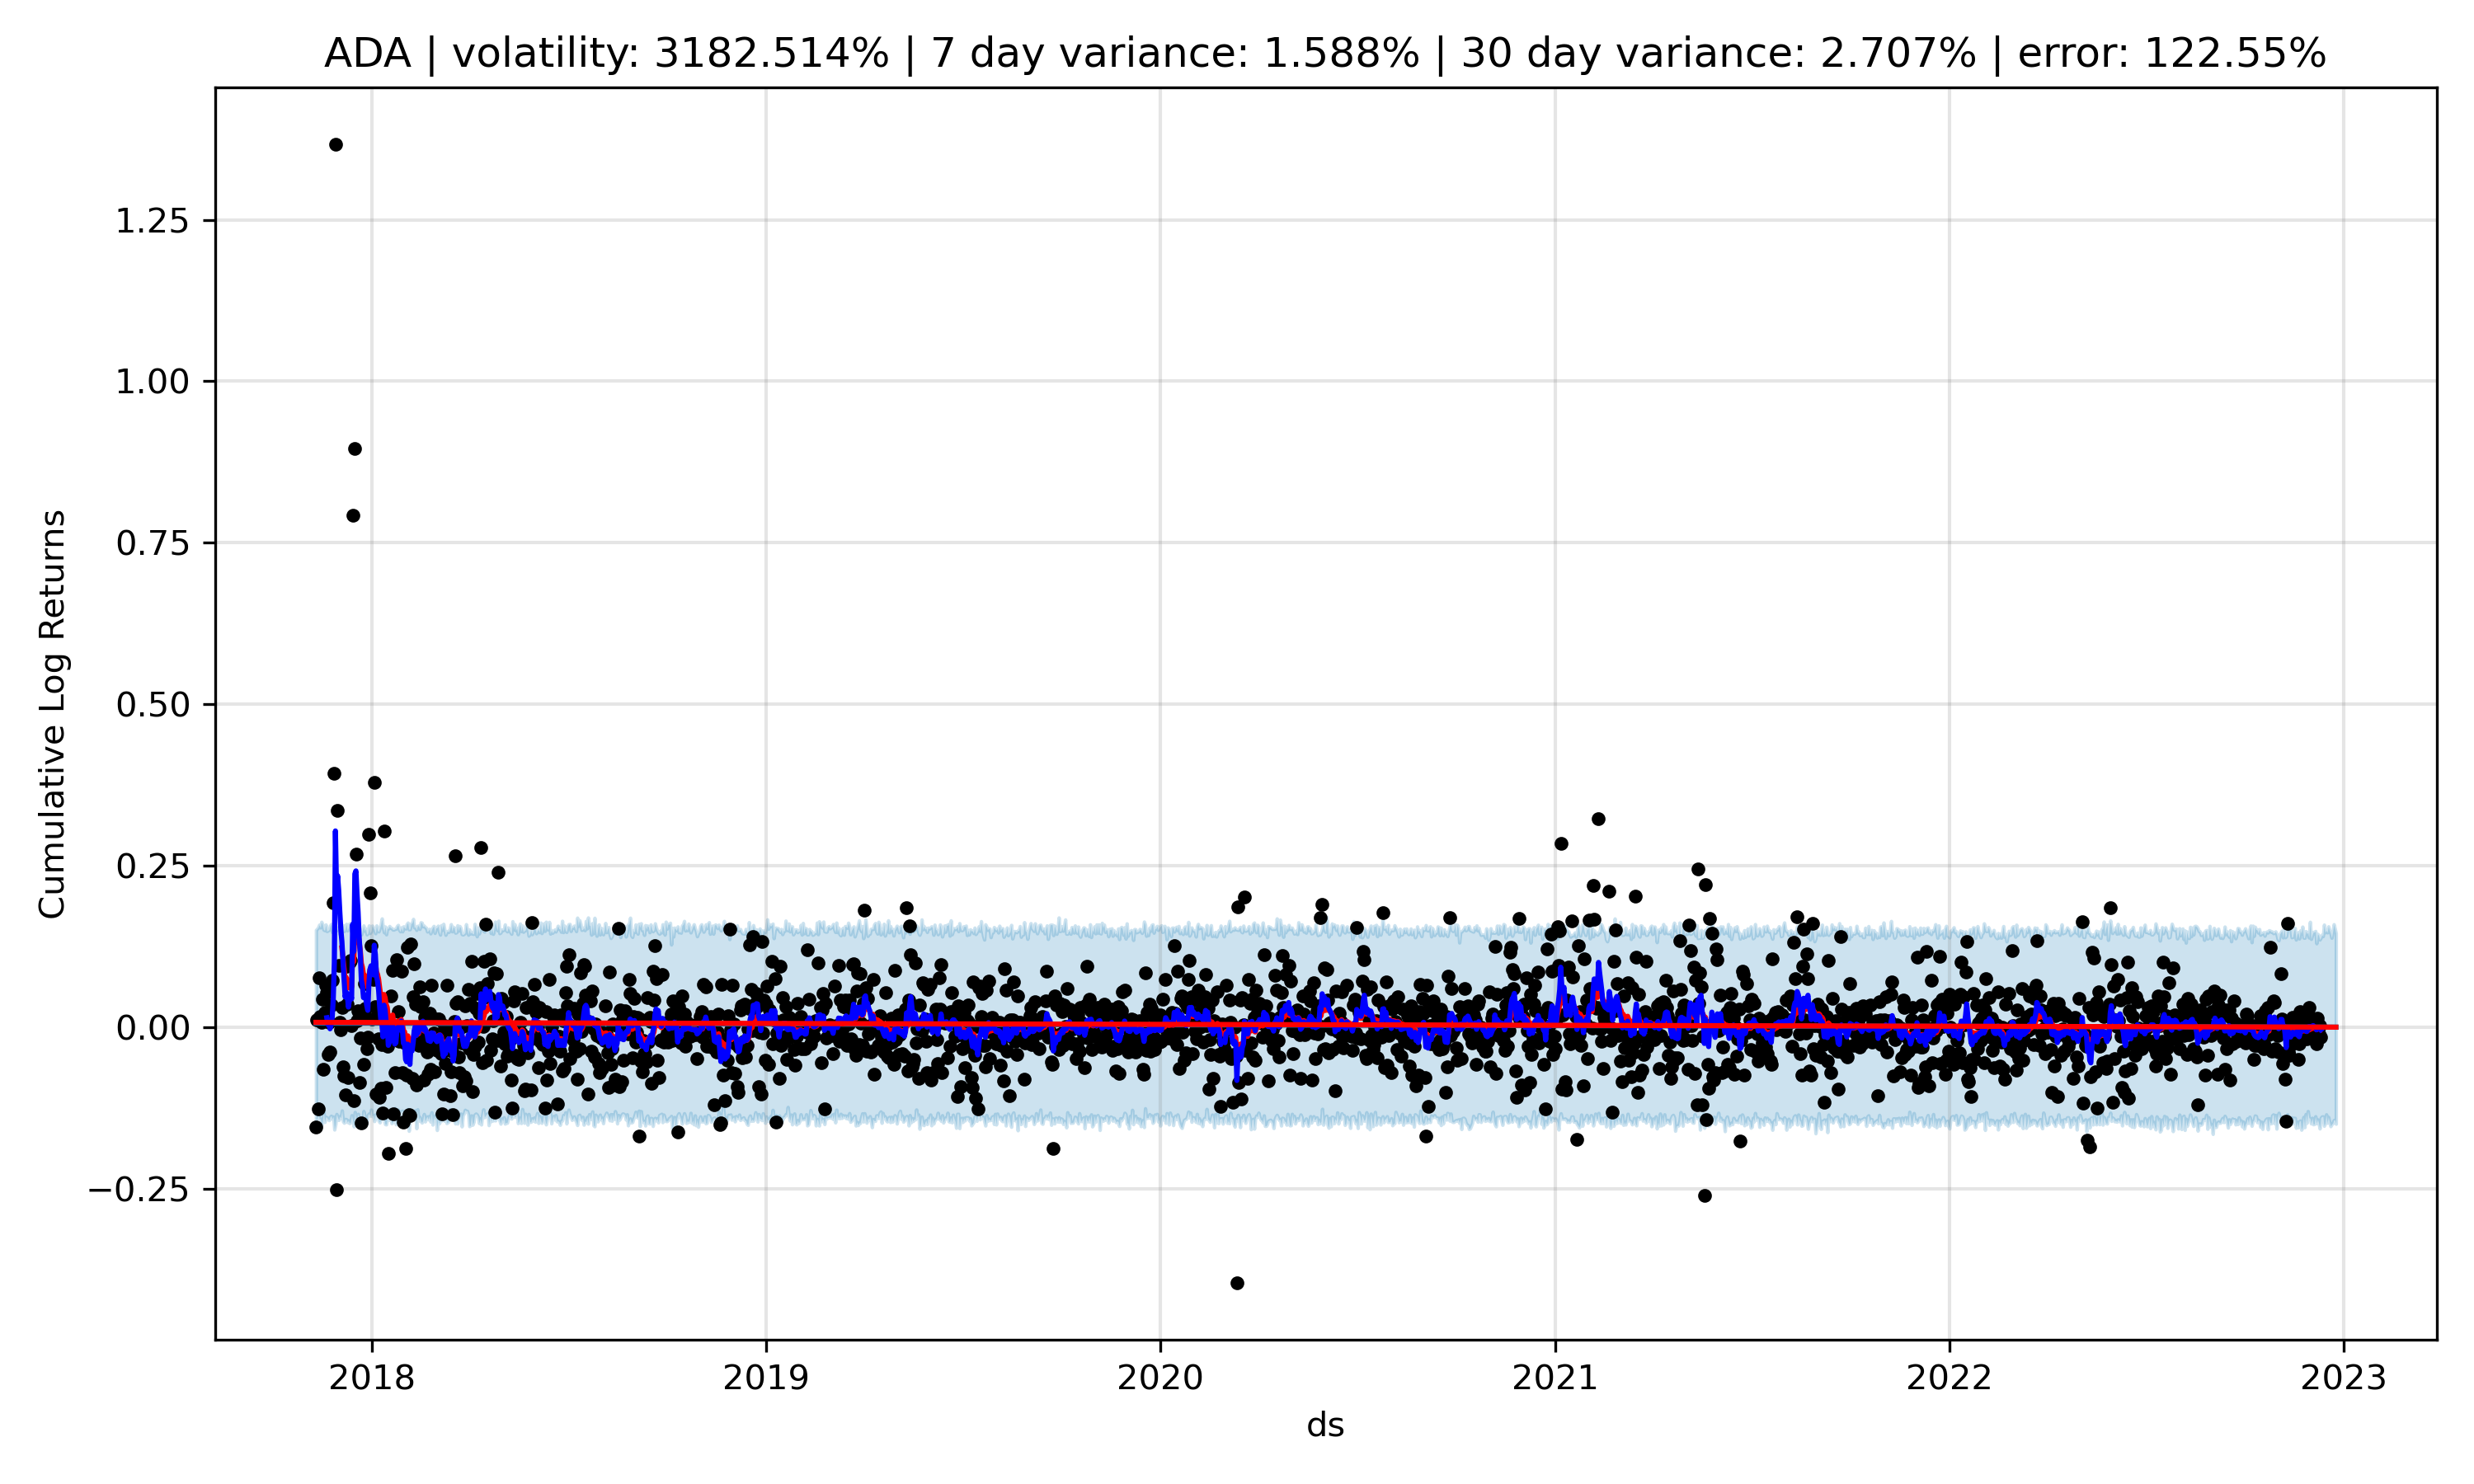 ADA | volatility: 3182.514% | 7 day variance: 1.588% | 30 day variance: 2.707% | error: 122.55%
Cumulative Log Returns
1.25
1.00
0.75
0.50
0.25
0.00
−0.25
2018 2019 2020 2021 2022 2023
ds